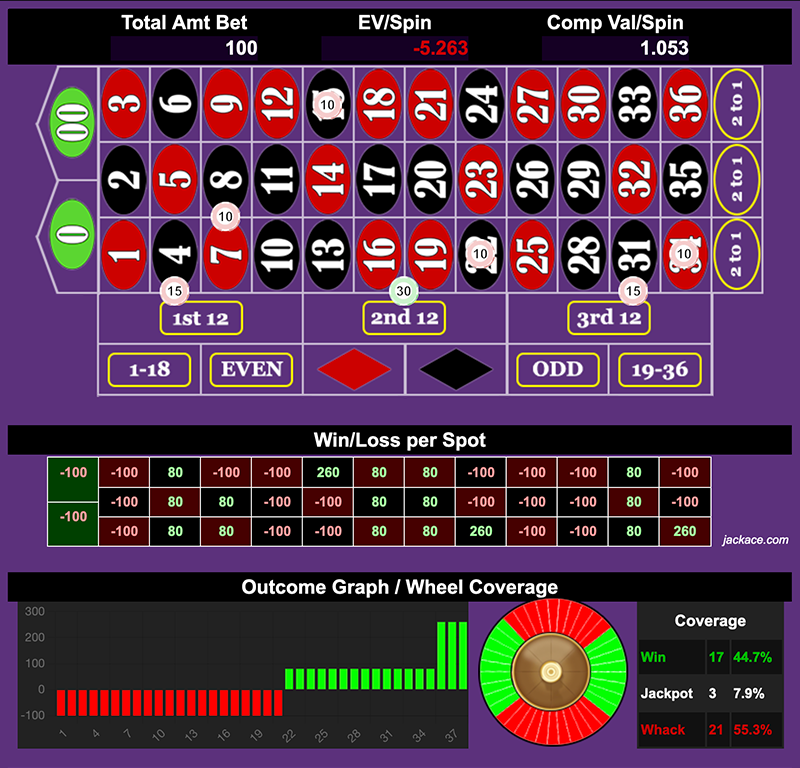 Total Amt Bet EV/Spin Comp Val/Spin
100 -5.263 1.053
00 3 6 9 12 10 18 21 24 27 30 33 36 2 to 1
2 5 8 11 14 17 20 23 26 29 32 35 2 to 1
10
0 1 4 7 10 13 16 19 10 25 28 31 10 2 to 1
15 30 15
1st 12 2nd 12 3rd 12
1-18 EVEN ODD 19-36
Win/Loss per Spot
-100 -100 80 -100 -100 260 80 80 -100 -100 -100 80 -100
-100 80 80 -100 -100 80 80 -100 -100 -100 80 -100
-100 -100 80 80 -100 -100 80 80 260 -100 -100 80 260
jackace.com
Outcome Graph / Wheel Coverage
300
200
100
0
-100
1 4 7 10 13 16 19 22 25 28 31 34 37
Coverage
Win 17 44.7%
Jackpot 3 7.9%
Whack 21 55.3%